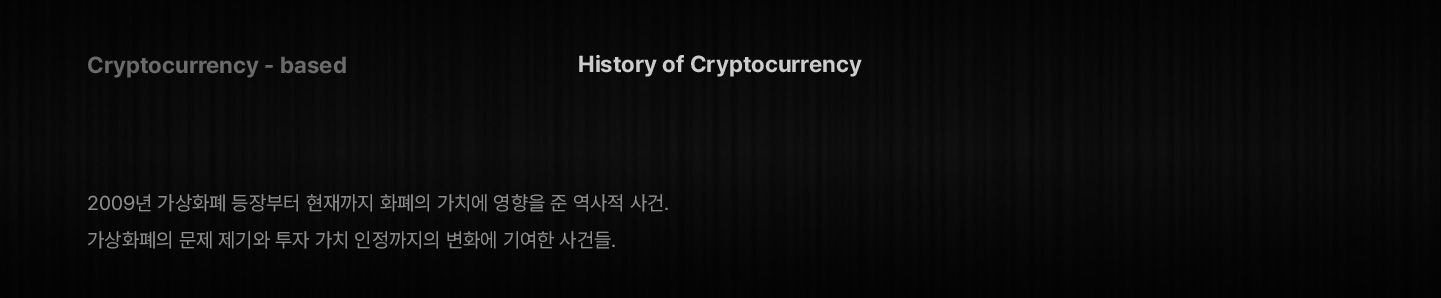 Cryptocurrency - based
History of Cryptocurrency
2009년 가상화폐 등장부터 현재까지 화폐의 가치에 영향을 준 역사적 사건.
가상화폐의 문제 제기와 투자 가치 인정까지의 변화에 기여한 사건들.